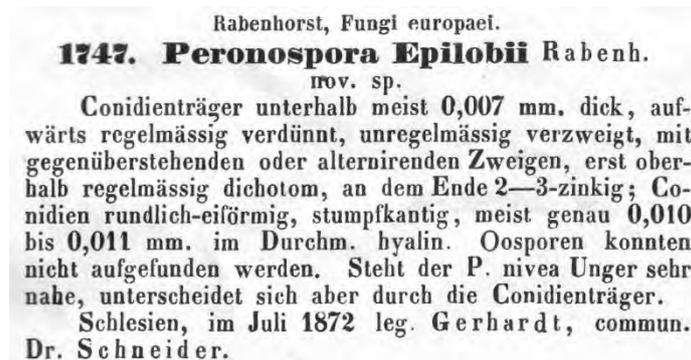 Rabenhorst, Fungi europaei.
1747. Peronospora Epilobii Rabenh.
nov. sp.
Conidienträger unterhalb meist 0,007 mm. dick, auf-
wärts regelmässig verdünnt, unregelmässig verzweigt, mit
gegenüberstehenden oder alternirenden Zweigen, erst ober-
halb regelmässig dichotom, an dem Ende 2—3-zinkig; Co-
nidien rundlich-eiförmig, stumpfkantig, meist genau 0,010
bis 0,011 mm. im Durchm. hyalin. Oosporen konnten
nicht aufgefunden werden. Steht der P. nivea Unger sehr
nahe, unterscheidet sich aber durch die Conidienträger.
Schlesien, im Juli 1872 leg. Gerhardt, commun.
Dr. Schneider.